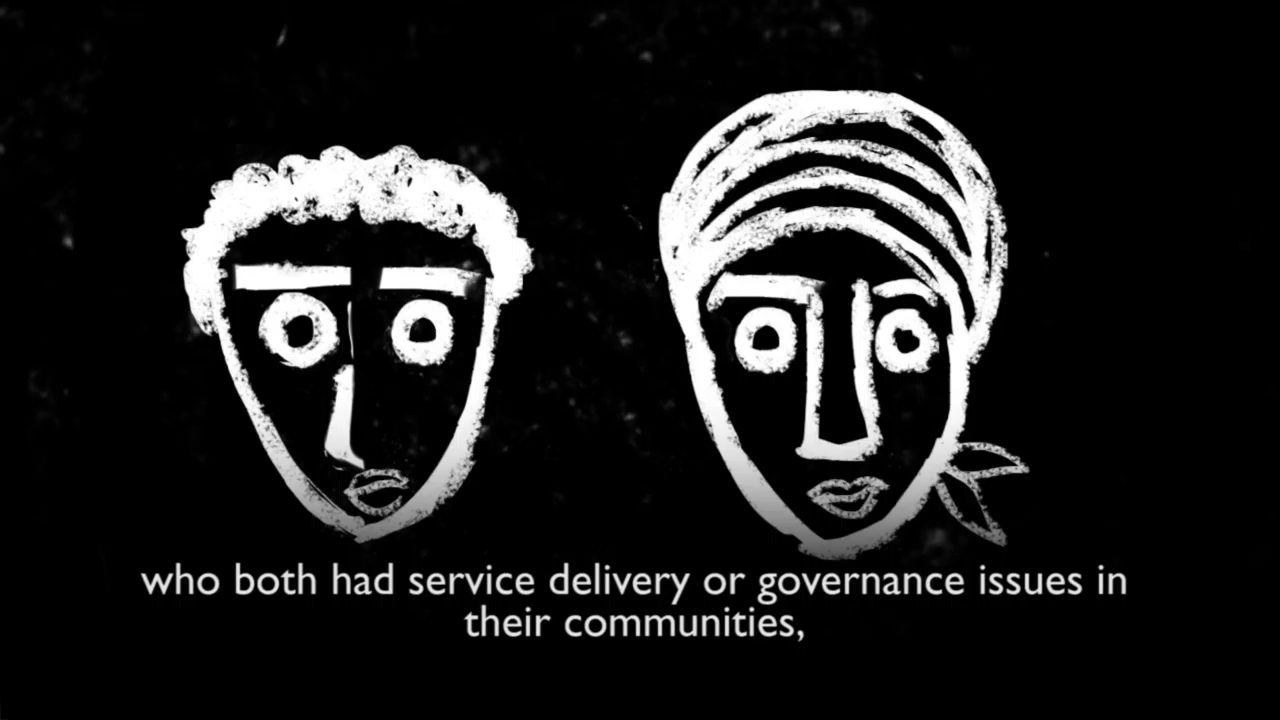 who both had service delivery or governance issues in
their communities,